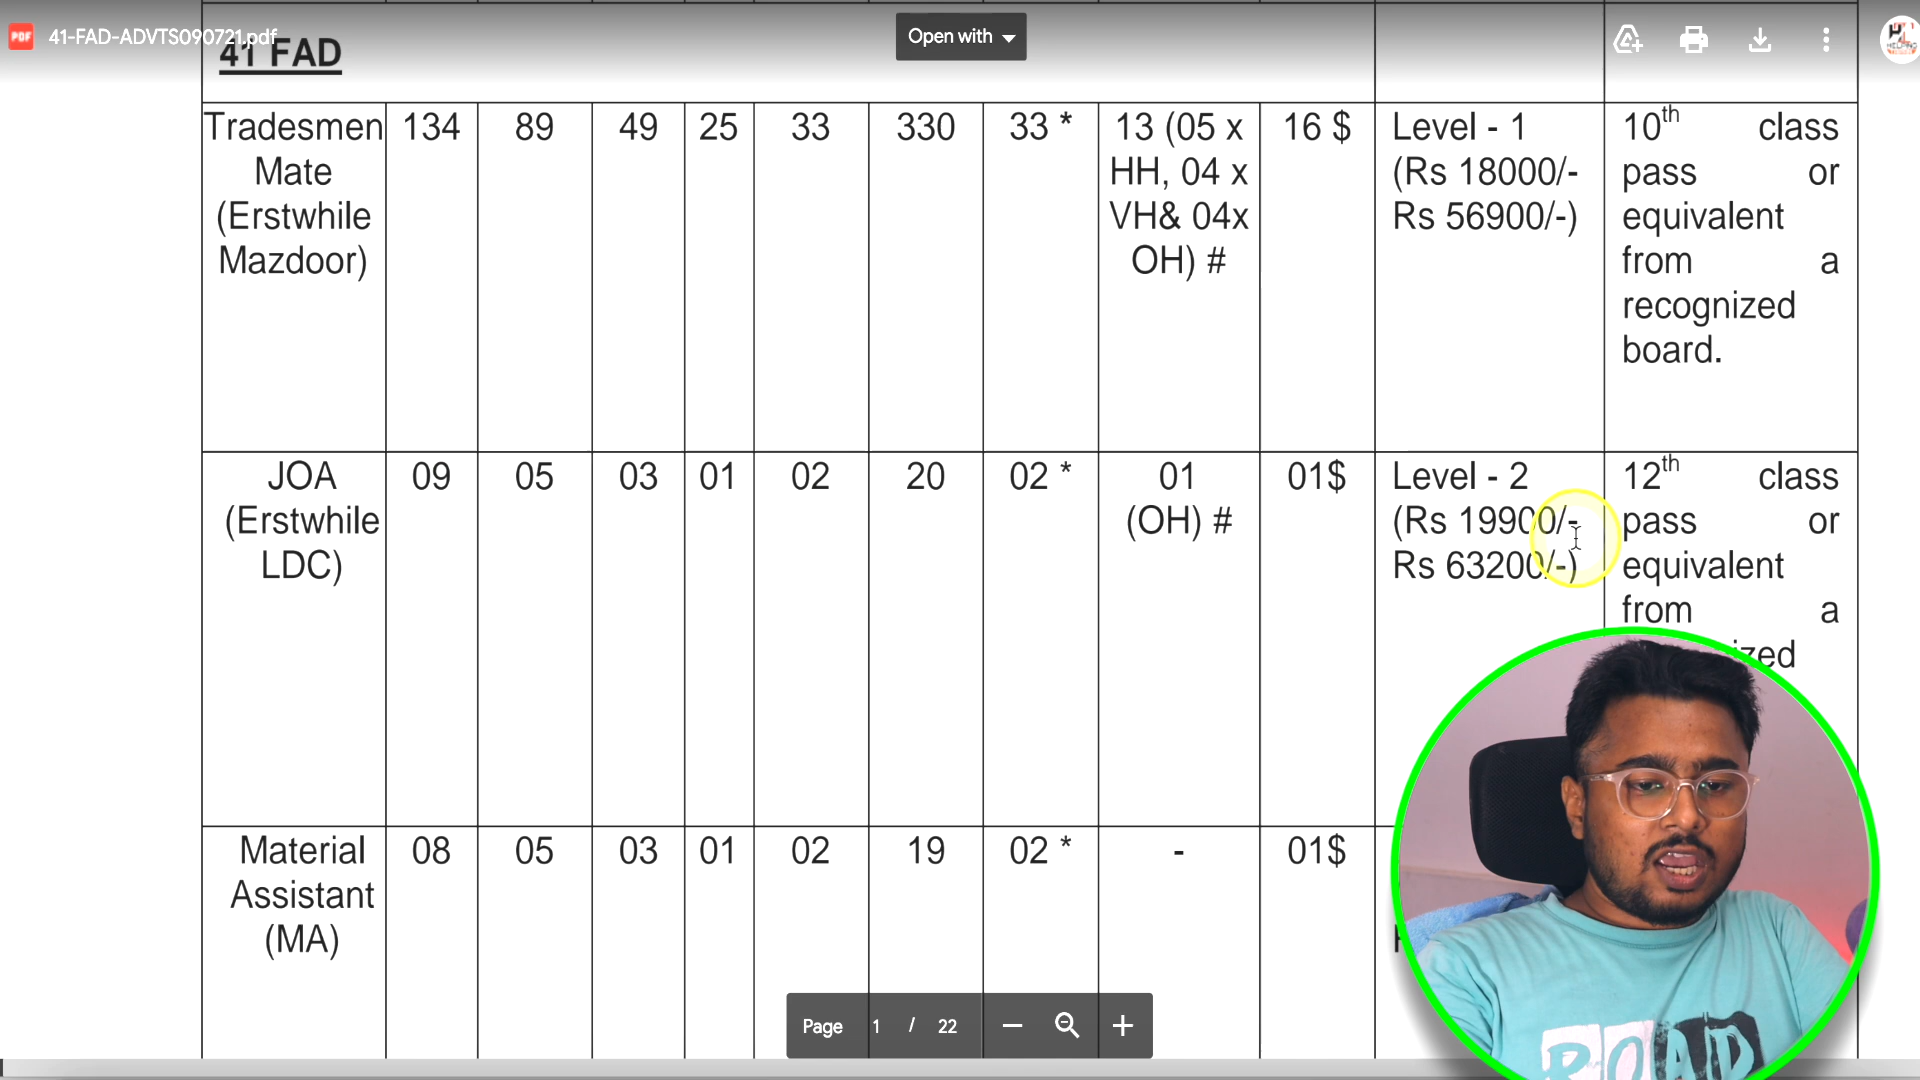 41-FAD-ADVTS090721.pdf
Open with
41 FAD
Tradesmen Mate (Erstwhile Mazdoor) 134 89 49 25 33 330 33 * 13 (05 x HH, 04 x VH& 04x OH) # 16 $ Level - 1 (Rs 18000/- Rs 56900/-) 10th class pass or equivalent from a recognized board.
JOA (Erstwhile LDC) 09 05 03 01 02 20 02 * 01 (OH) # 01$ Level - 2 (Rs 19900/- Rs 63200/-) 12th class pass or equivalent from a
Material Assistant (MA) 08 05 03 01 02 19 02 * - 01$
Page 1 / 22
ROAD